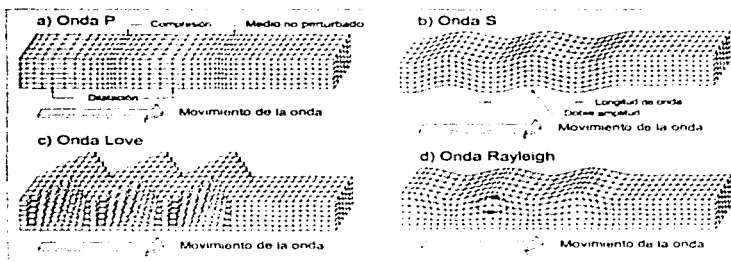 a) Onda P
Compresión
Medio no perturbado
Dilatación
Movimiento de la onda
b) Onda S
Longitud de onda
Doble amplitud
Movimiento de la onda
c) Onda Love
Movimiento de la onda
d) Onda Rayleigh
Movimiento de la onda